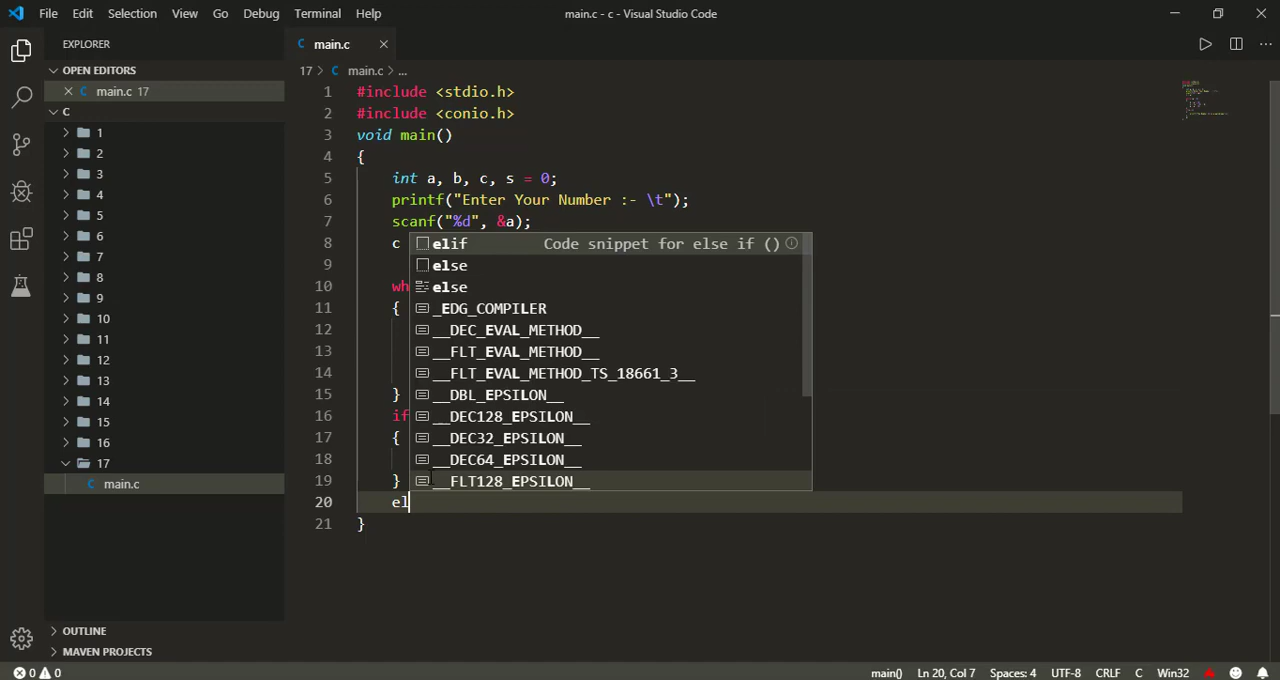 File Edit Selection View Go Debug Terminal Help main.c - c - Visual Studio Code
EXPLORER
OPEN EDITORS
main.c 17
C
1
2
3
4
5
6
7
8
9
10
11
12
13
14
15
16
17
main.c
OUTLINE
MAVEN PROJECTS
main.c
17 > main.c > ...
1 #include <stdio.h>
2 #include <conio.h>
3 void main()
4 {
5 int a, b, c, s = 0;
6 printf("Enter Your Number :- \t");
7 scanf("%d", &a);
8 c
9
10 wh
11 {
12
13
14
15 }
16 if
17 {
18
19 }
20 el
21 }
elif Code snippet for else if ()
else
else
_EDG_COMPILER
__DEC_EVAL_METHOD__
__FLT_EVAL_METHOD__
__FLT_EVAL_METHOD_TS_18661_3__
__DBL_EPSILON__
__DEC128_EPSILON__
__DEC32_EPSILON__
__DEC64_EPSILON__
__FLT128_EPSILON__
0 0 main() Ln 20, Col 7 Spaces: 4 UTF-8 CRLF C Win32